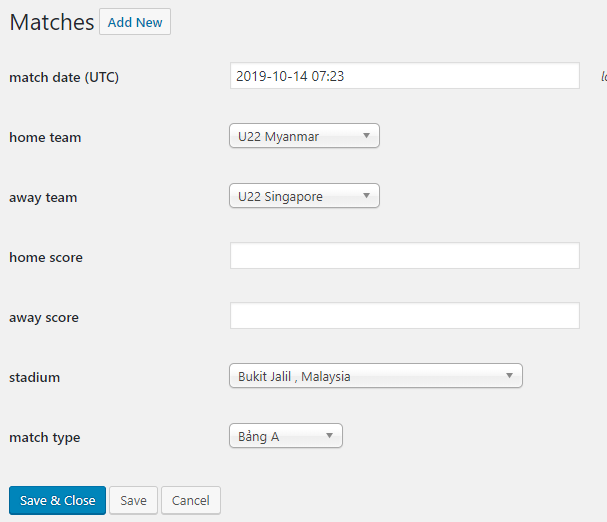 Matches Add New
match date (UTC) 2019-10-14 07:23
home team U22 Myanmar
away team U22 Singapore
home score
away score
stadium Bukit Jalil , Malaysia
match type Bảng A
Save & Close Save Cancel